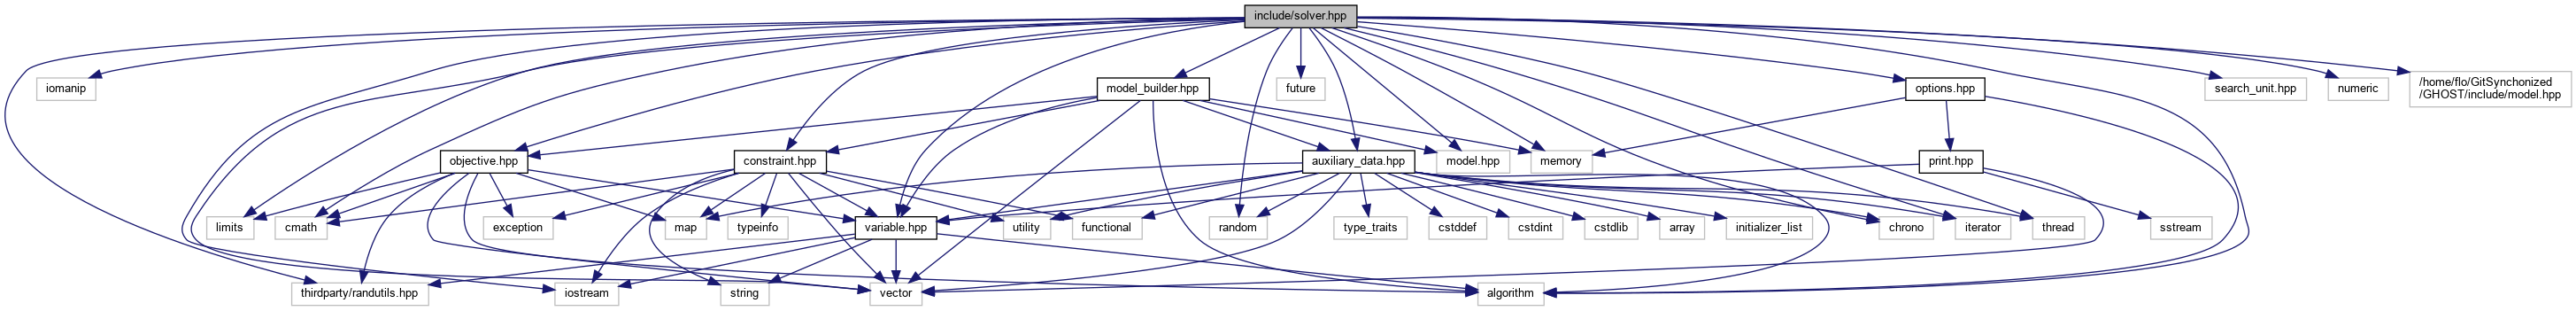 include/solver.hpp
iomanip
model_builder.hpp
future
options.hpp
search_unit.hpp
numeric
/home/flo/GitSynchonized
/GHOST/include/model.hpp
objective.hpp
constraint.hpp
auxiliary_data.hpp
model.hpp
memory
print.hpp
limits
cmath
exception
map
typeinfo
variable.hpp
utility
functional
random
type_traits
cstddef
cstdint
cstdlib
array
initializer_list
chrono
iterator
thread
sstream
thirdparty/randutils.hpp
iostream
string
vector
algorithm